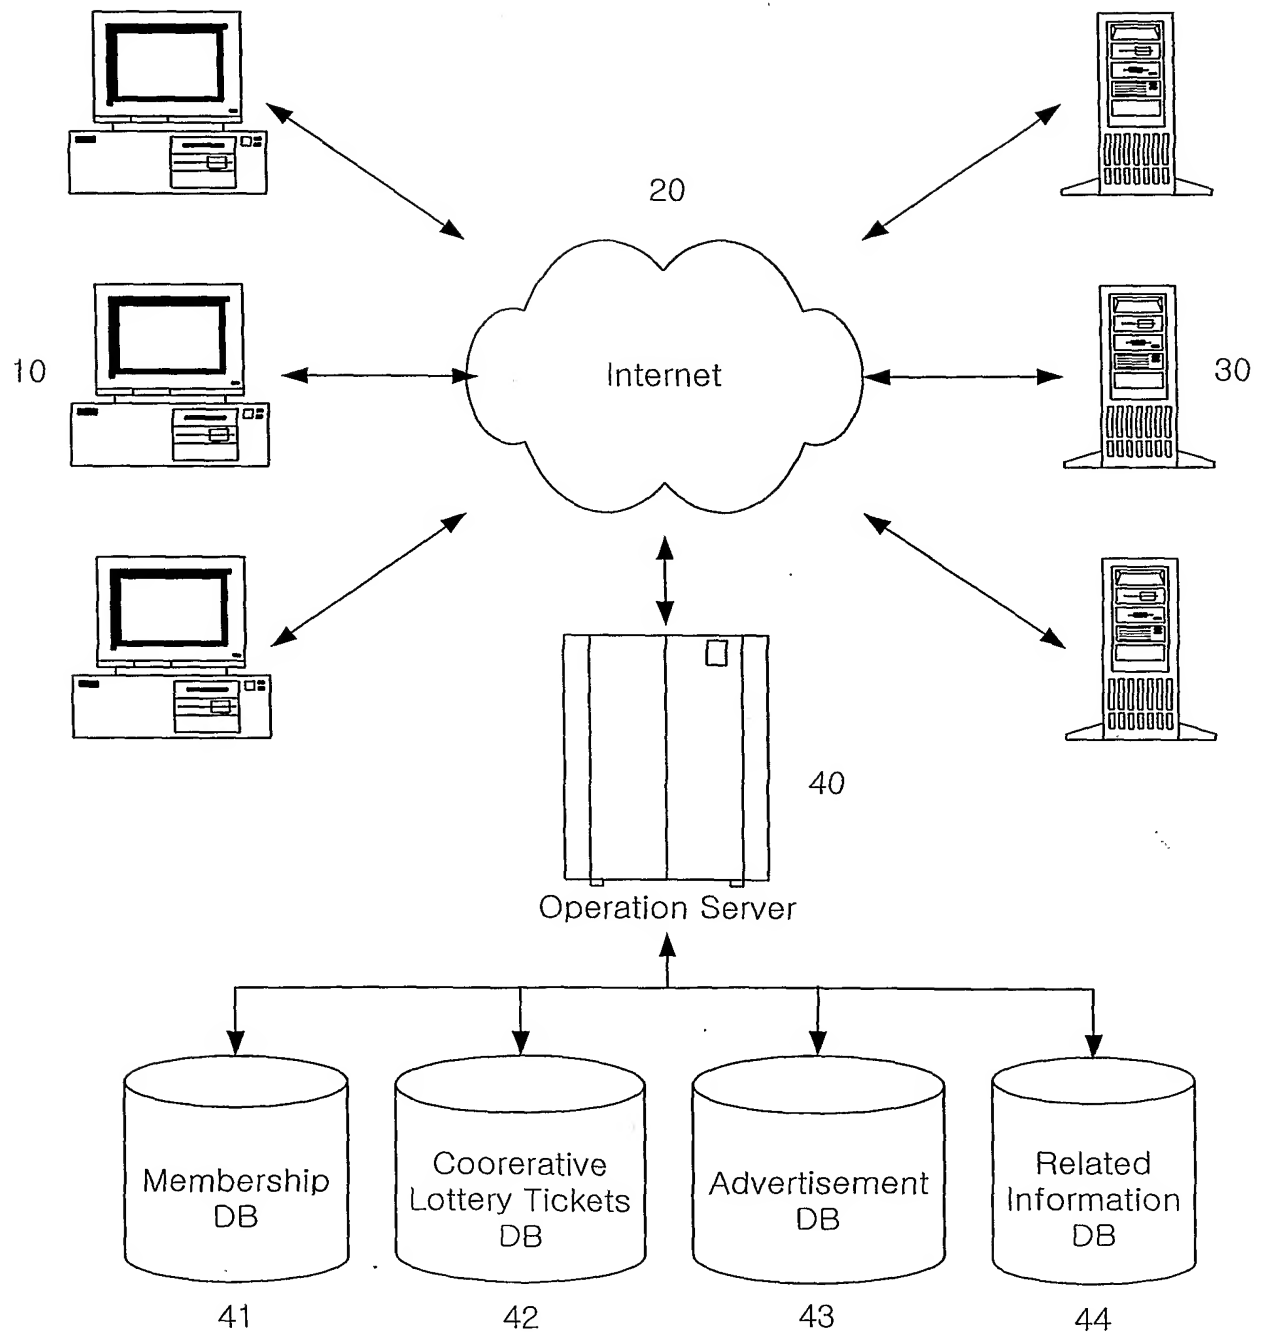 20
10
Internet
30
40
Operation Server
Membership
DB
Coorerative
Lottery Tickets
DB
Advertisement
DB
Related
Information
DB
41
42
43
44